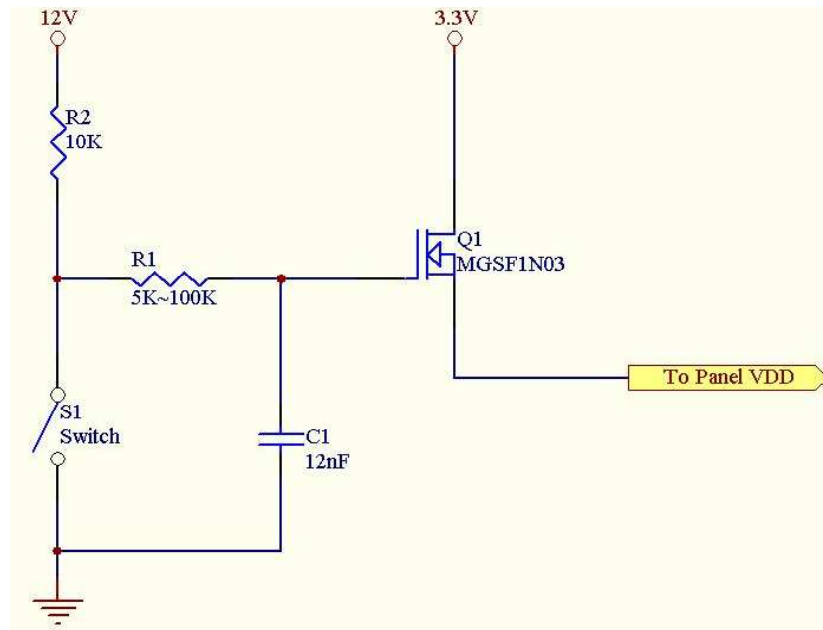 12V
3.3V
R2
10K
R1
5K~100K
Q1
MGSF1N03
To Panel VDD
S1
Switch
C1
12nF